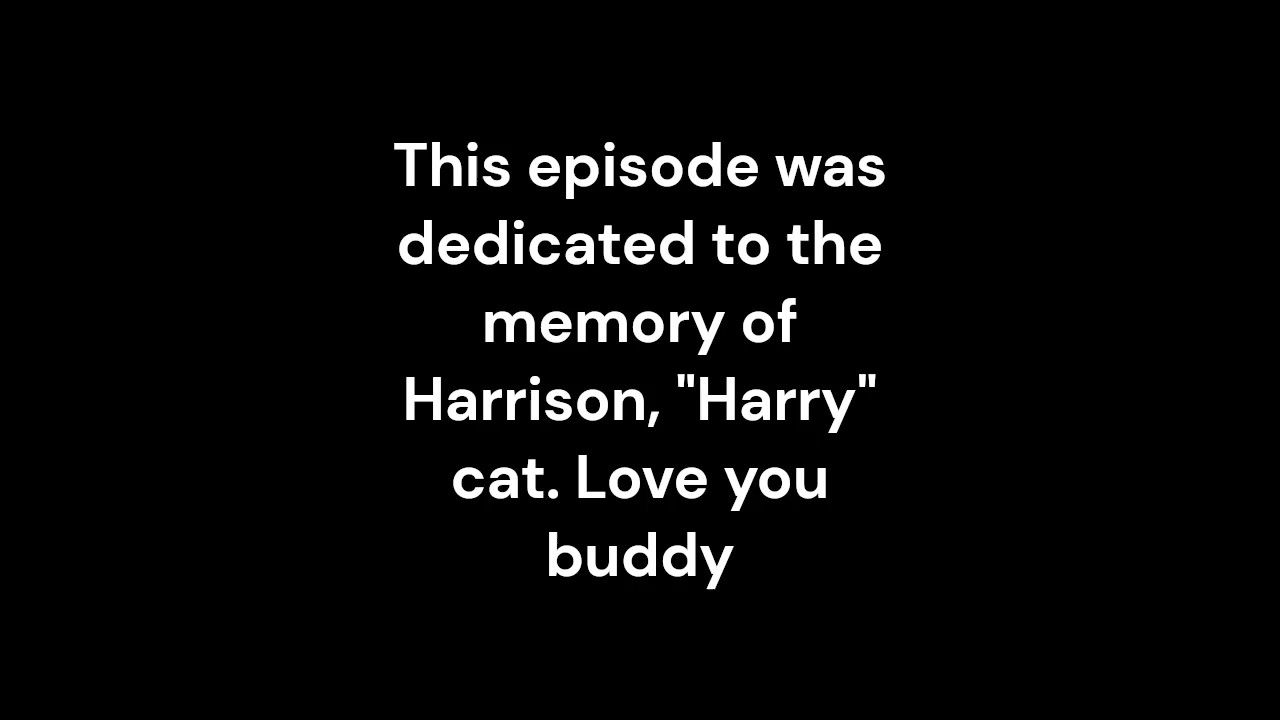 This episode was
dedicated to the
memory of
Harrison, "Harry"
cat. Love you
buddy